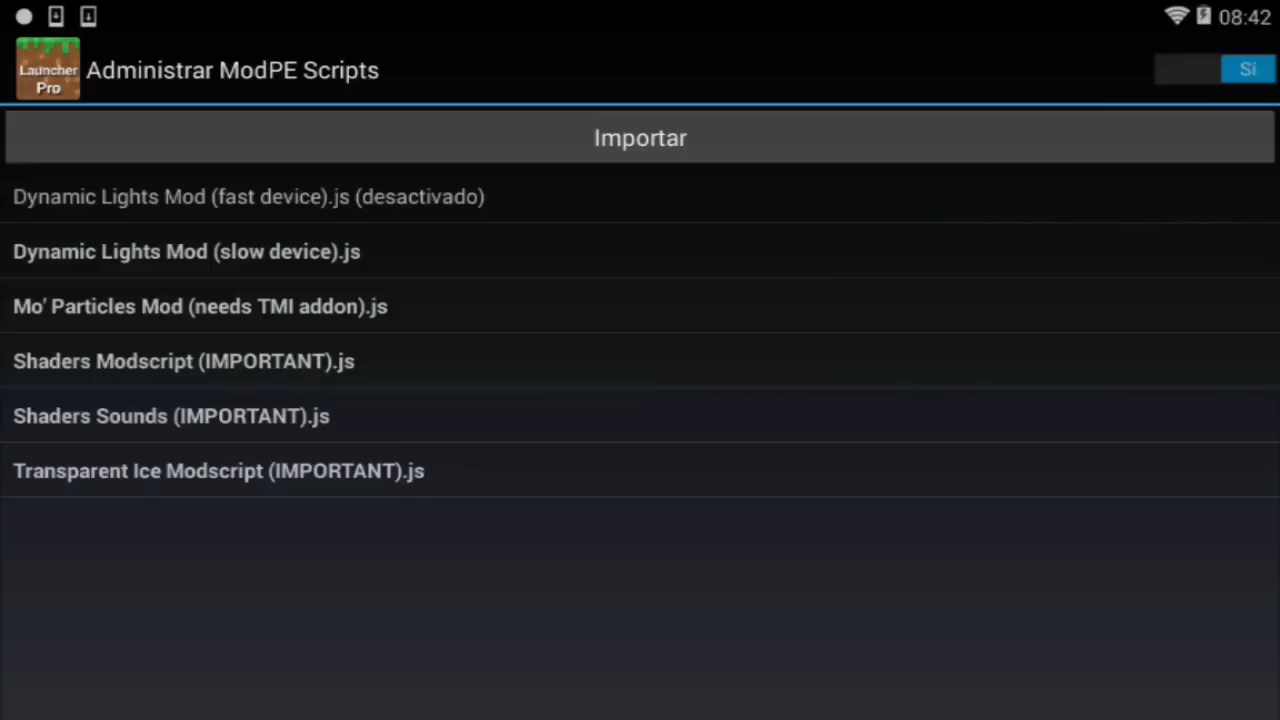 08:42
Launcher
Pro
Administrar ModPE Scripts
Sí
Importar
Dynamic Lights Mod (fast device).js (desactivado)
Dynamic Lights Mod (slow device).js
Mo' Particles Mod (needs TMI addon).js
Shaders Modscript (IMPORTANT).js
Shaders Sounds (IMPORTANT).js
Transparent Ice Modscript (IMPORTANT).js